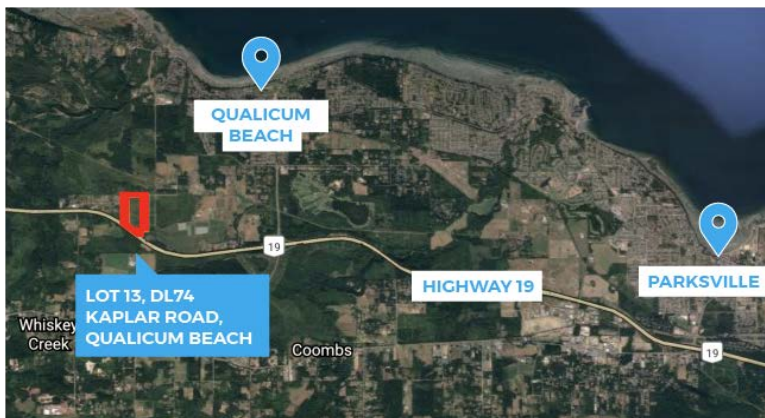 QUALICUM
BEACH
19
HIGHWAY 19
PARKSVILLE
LOT 13, DL74
KAPLAR ROAD,
QUALICUM BEACH
Whiskey
Creek
Coombs
19